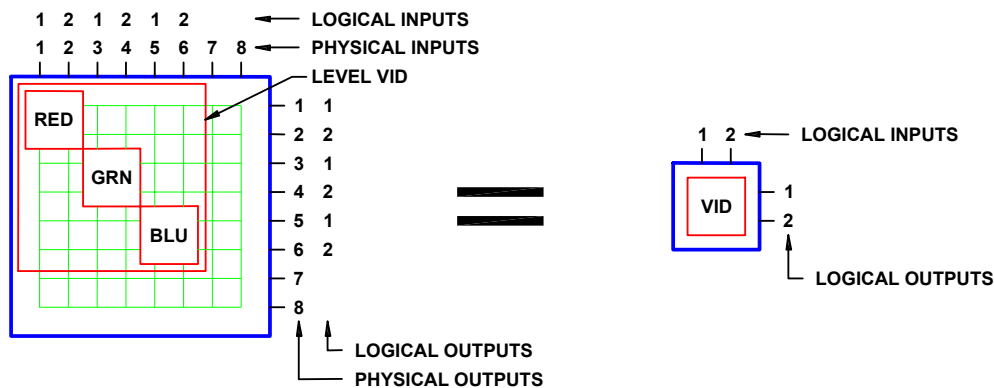 1 2 1 2 1 2 LOGICAL INPUTS
1 2 3 4 5 6 7 8 PHYSICAL INPUTS
LEVEL VID
RED
GRN
BLU
1 1
2 2
3 1
4 2
5 1
6 2
7
8
LOGICAL OUTPUTS
PHYSICAL OUTPUTS
1 2 LOGICAL INPUTS
VID
1
2
LOGICAL OUTPUTS